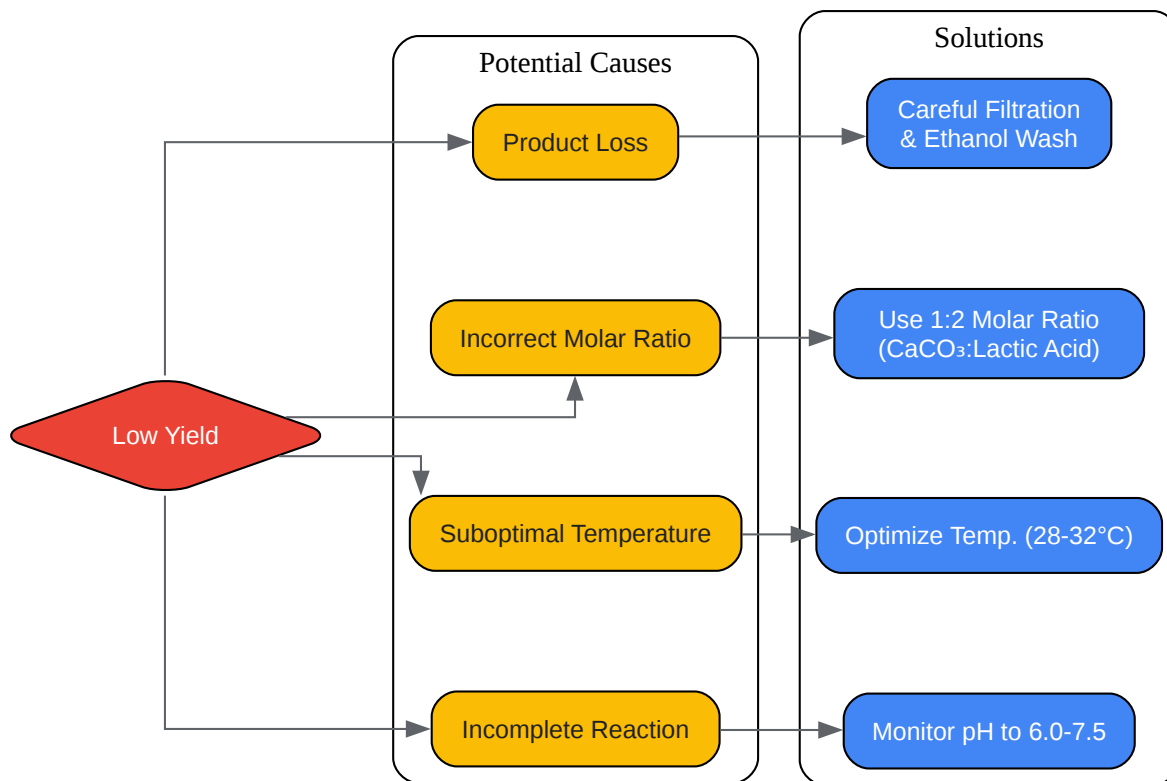 Potential Causes
Solutions
Product Loss
Careful Filtration
& Ethanol Wash
Incorrect Molar Ratio
Use 1:2 Molar Ratio
(CaCO₃:Lactic Acid)
Low Yield
Suboptimal Temperature
Optimize Temp. (28-32°C)
Incomplete Reaction
Monitor pH to 6.0-7.5